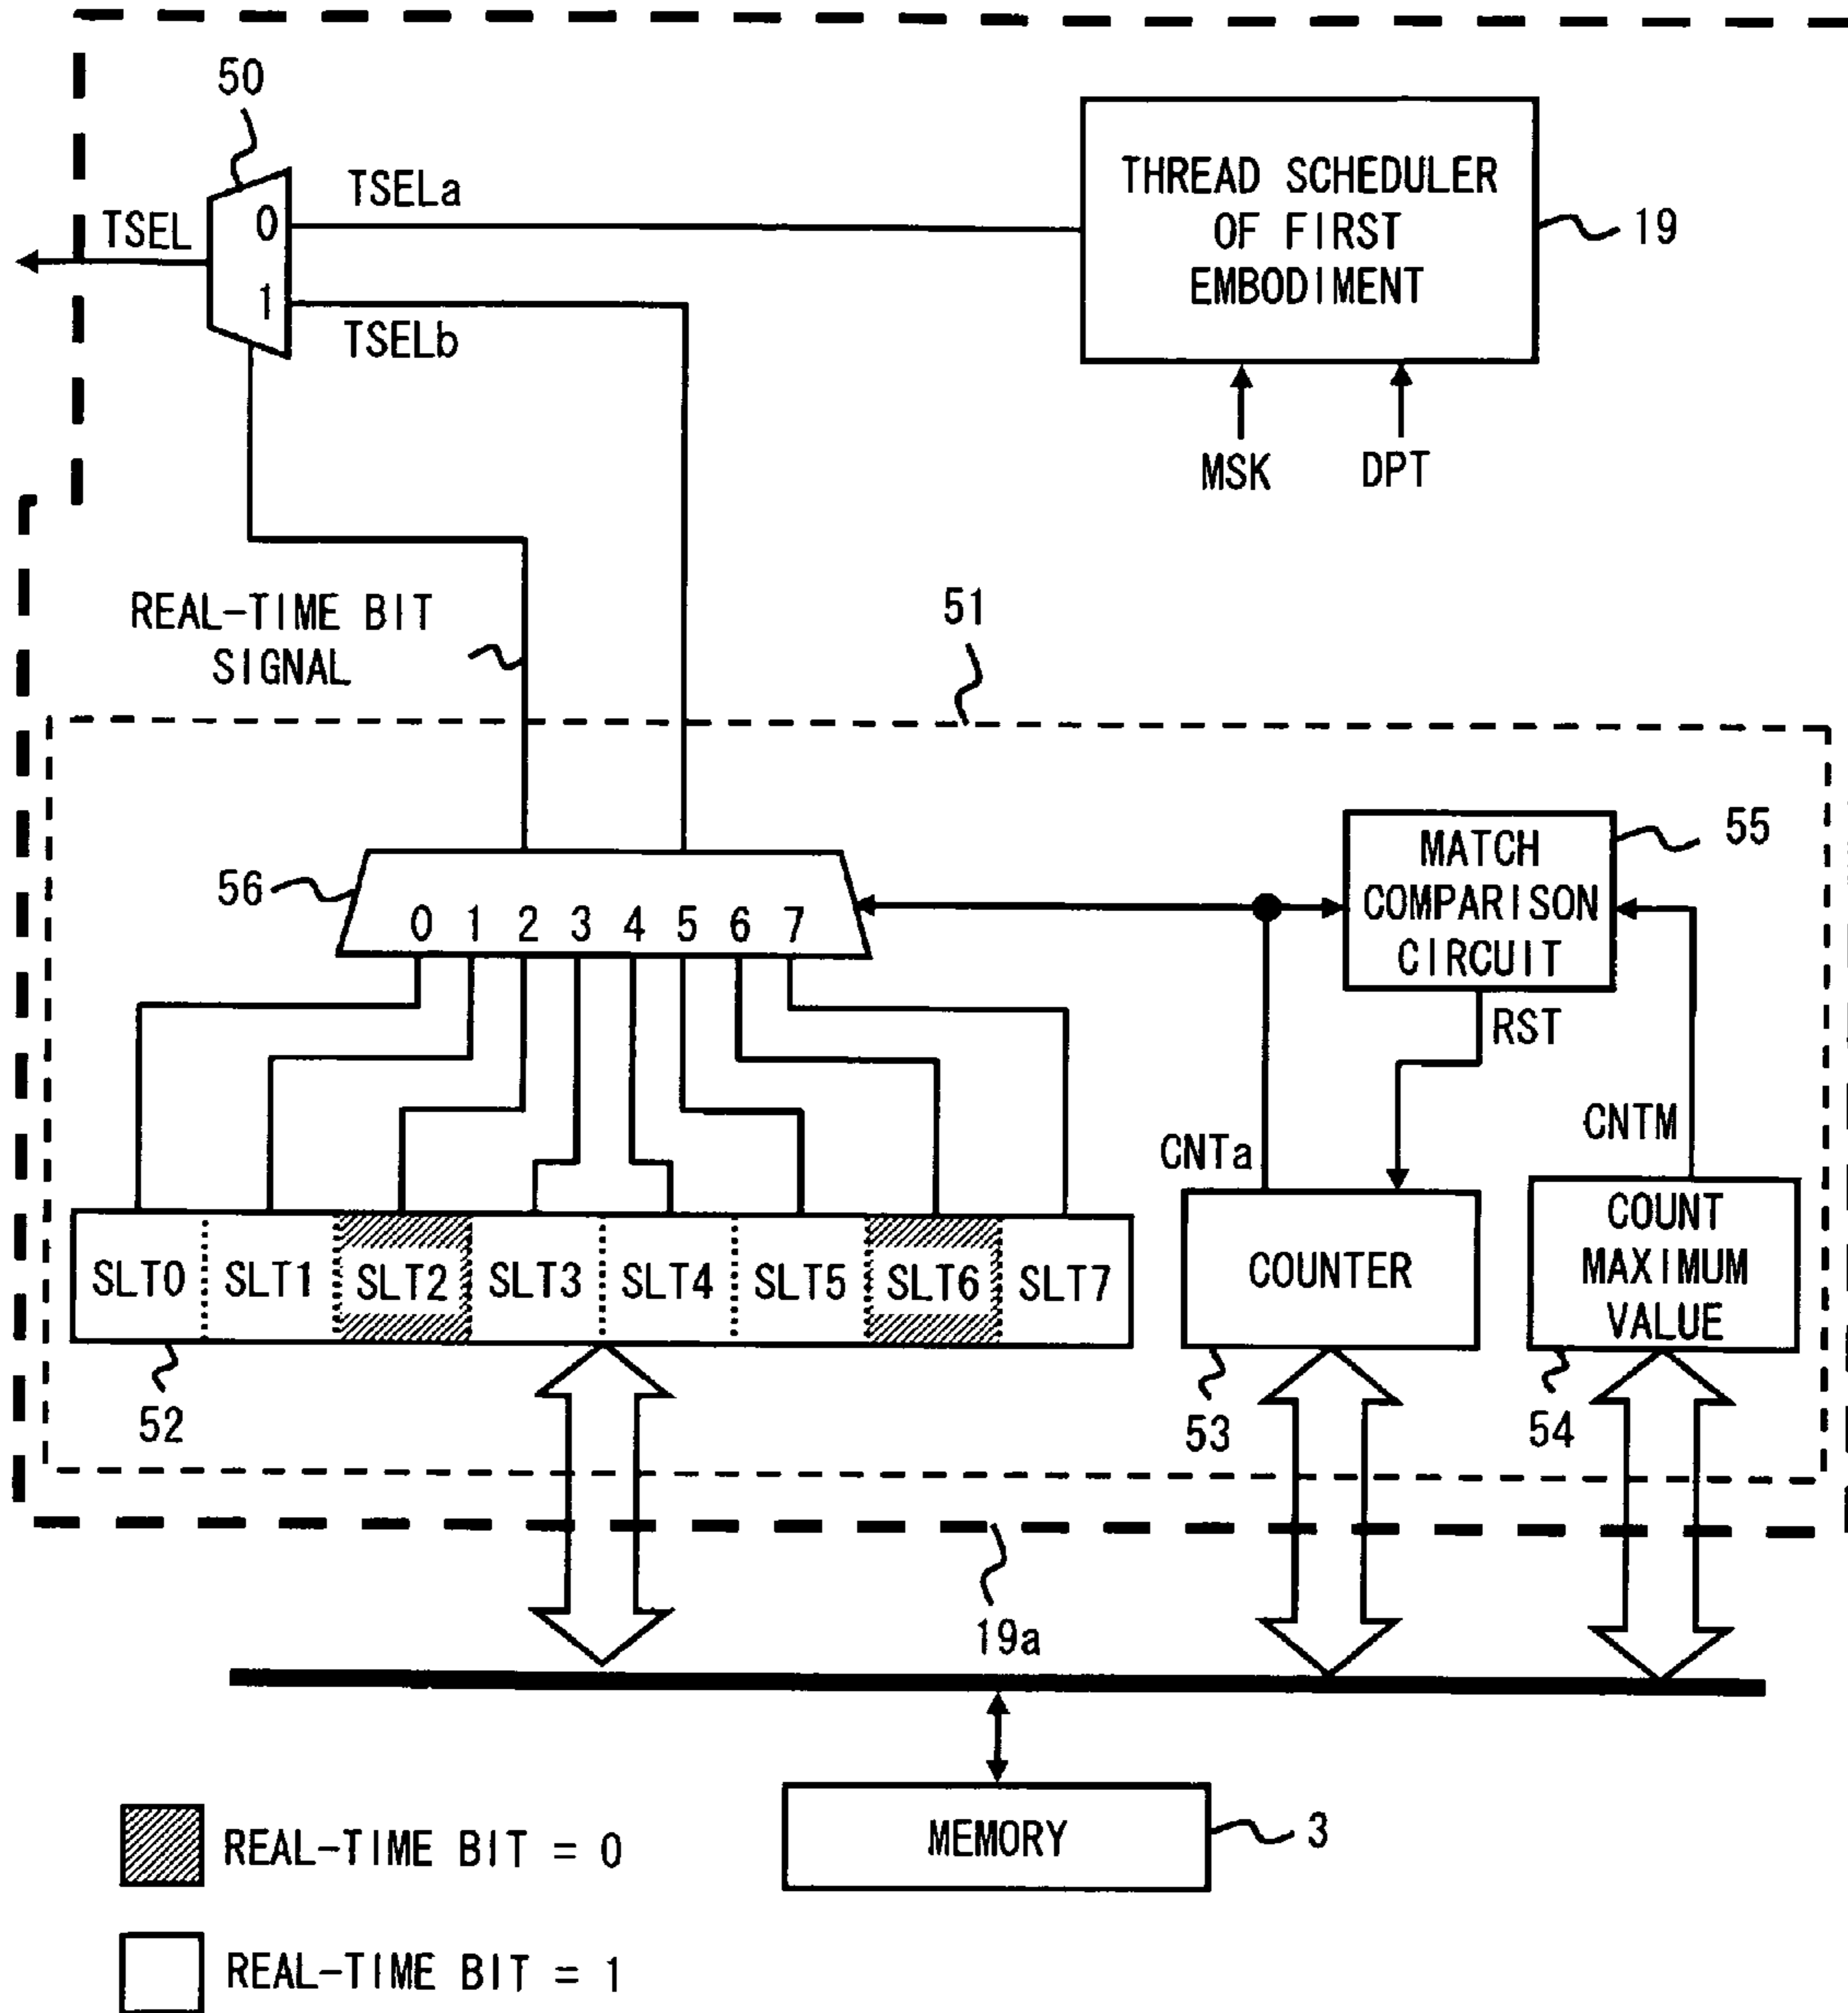 50
TSEL
0
1
TSELa
TSELb
THREAD SCHEDULER
OF FIRST
EMBODIMENT
19
MSK
DPT
REAL-TIME BIT
SIGNAL
51
56
0 1 2 3 4 5 6 7
MATCH
COMPARISON
CIRCUIT
55
RST
CNTa
CNTM
SLT0 SLT1 SLT2 SLT3 SLT4 SLT5 SLT6 SLT7
COUNTER
COUNT
MAXIMUM
VALUE
52
53
54
19a
MEMORY
3
REAL-TIME BIT = 0
REAL-TIME BIT = 1